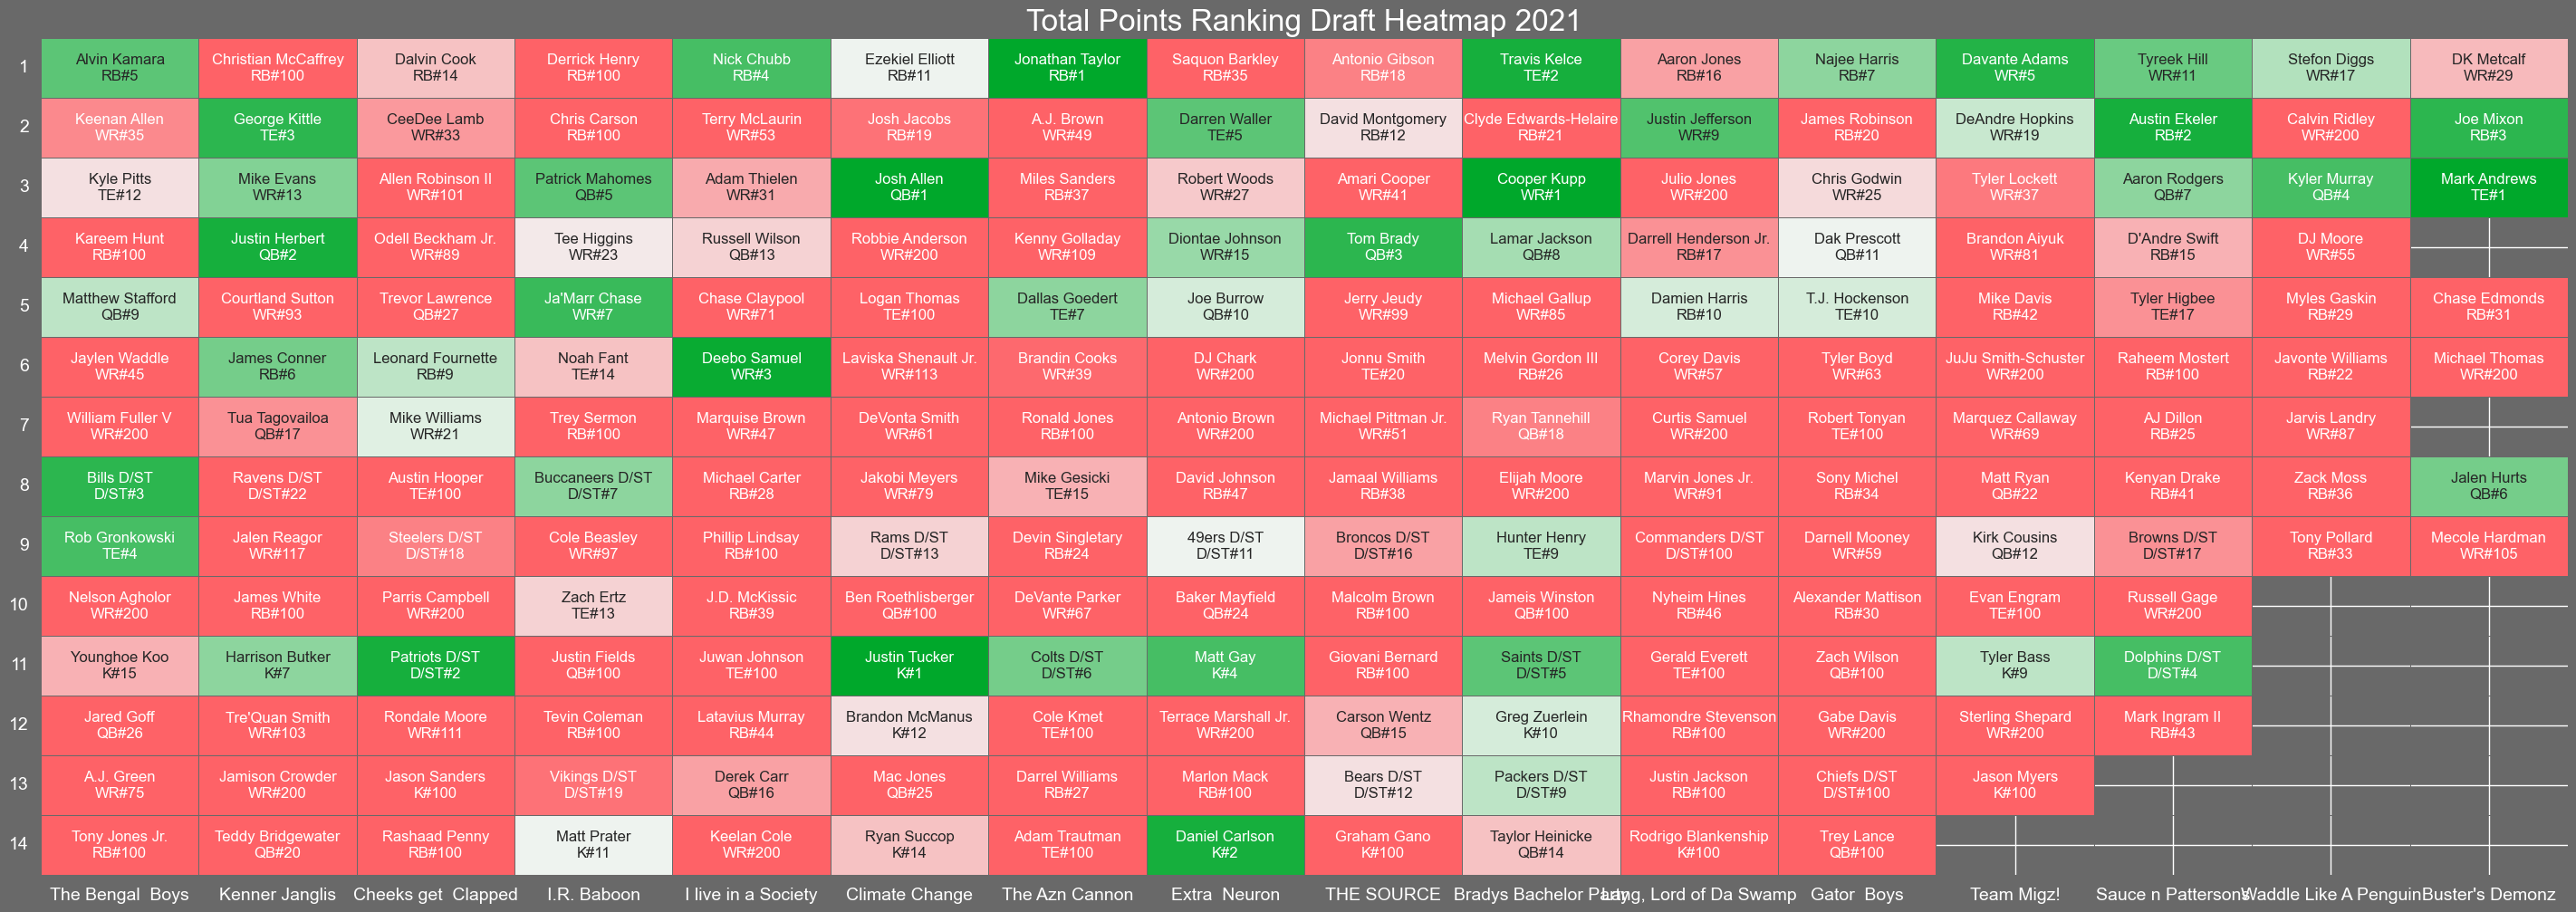 Total Points Ranking Draft Heatmap 2021
1
Alvin Kamara
RB#5
Christian McCaffrey
RB#100
Dalvin Cook
RB#14
Derrick Henry
RB#100
Nick Chubb
RB#4
Ezekiel Elliott
RB#11
Jonathan Taylor
RB#1
Saquon Barkley
RB#35
Antonio Gibson
RB#18
Travis Kelce
TE#2
Aaron Jones
RB#16
Najee Harris
RB#7
Davante Adams
WR#5
Tyreek Hill
WR#11
Stefon Diggs
WR#17
DK Metcalf
WR#29
2
Keenan Allen
WR#35
George Kittle
TE#3
CeeDee Lamb
WR#33
Chris Carson
RB#100
Terry McLaurin
WR#53
Josh Jacobs
RB#19
A.J. Brown
WR#49
Darren Waller
TE#5
David Montgomery
RB#12
Clyde Edwards-Helaire
RB#21
Justin Jefferson
WR#9
James Robinson
RB#20
DeAndre Hopkins
WR#19
Austin Ekeler
RB#2
Calvin Ridley
WR#200
Joe Mixon
RB#3
3
Kyle Pitts
TE#12
Mike Evans
WR#13
Allen Robinson II
WR#101
Patrick Mahomes
QB#5
Adam Thielen
WR#31
Josh Allen
QB#1
Miles Sanders
RB#37
Robert Woods
WR#27
Amari Cooper
WR#41
Cooper Kupp
WR#1
Julio Jones
WR#200
Chris Godwin
WR#25
Tyler Lockett
WR#37
Aaron Rodgers
QB#7
Kyler Murray
QB#4
Mark Andrews
TE#1
4
Kareem Hunt
RB#100
Justin Herbert
QB#2
Odell Beckham Jr.
WR#89
Tee Higgins
WR#23
Russell Wilson
QB#13
Robbie Anderson
WR#200
Kenny Golladay
WR#109
Diontae Johnson
WR#15
Tom Brady
QB#3
Lamar Jackson
QB#8
Darrell Henderson Jr.
RB#17
Dak Prescott
QB#11
Brandon Aiyuk
WR#81
D'Andre Swift
RB#15
DJ Moore
WR#55
5
Matthew Stafford
QB#9
Courtland Sutton
WR#93
Trevor Lawrence
QB#27
Ja'Marr Chase
WR#7
Chase Claypool
WR#71
Logan Thomas
TE#100
Dallas Goedert
TE#7
Joe Burrow
QB#10
Jerry Jeudy
WR#99
Michael Gallup
WR#85
Damien Harris
RB#10
T.J. Hockenson
TE#10
Mike Davis
RB#42
Tyler Higbee
TE#17
Myles Gaskin
RB#29
Chase Edmonds
RB#31
6
Jaylen Waddle
WR#45
James Conner
RB#6
Leonard Fournette
RB#9
Noah Fant
TE#14
Deebo Samuel
WR#3
Laviska Shenault Jr.
WR#113
Brandin Cooks
WR#39
DJ Chark
WR#200
Jonnu Smith
TE#20
Melvin Gordon III
RB#26
Corey Davis
WR#57
Tyler Boyd
WR#63
JuJu Smith-Schuster
WR#200
Raheem Mostert
RB#100
Javonte Williams
RB#22
Michael Thomas
WR#200
7
William Fuller V
WR#200
Tua Tagovailoa
QB#17
Mike Williams
WR#21
Trey Sermon
RB#100
Marquise Brown
WR#47
DeVonta Smith
WR#61
Ronald Jones
RB#100
Antonio Brown
WR#200
Michael Pittman Jr.
WR#51
Ryan Tannehill
QB#18
Curtis Samuel
WR#200
Robert Tonyan
TE#100
Marquez Callaway
WR#69
AJ Dillon
RB#25
Jarvis Landry
WR#87
8
Bills D/ST
D/ST#3
Ravens D/ST
D/ST#22
Austin Hooper
TE#100
Buccaneers D/ST
D/ST#7
Michael Carter
RB#28
Jakobi Meyers
WR#79
Mike Gesicki
TE#15
David Johnson
RB#47
Jamaal Williams
RB#38
Elijah Moore
WR#200
Marvin Jones Jr.
WR#91
Sony Michel
RB#34
Matt Ryan
QB#22
Kenyan Drake
RB#41
Zack Moss
RB#36
Jalen Hurts
QB#6
9
Rob Gronkowski
TE#4
Jalen Reagor
WR#117
Steelers D/ST
D/ST#18
Cole Beasley
WR#97
Phillip Lindsay
RB#100
Rams D/ST
D/ST#13
Devin Singletary
RB#24
49ers D/ST
D/ST#11
Broncos D/ST
D/ST#16
Hunter Henry
TE#9
Commanders D/ST
D/ST#100
Darnell Mooney
WR#59
Kirk Cousins
QB#12
Browns D/ST
D/ST#17
Tony Pollard
RB#33
Mecole Hardman
WR#105
10
Nelson Agholor
WR#200
James White
RB#100
Parris Campbell
WR#200
Zach Ertz
TE#13
J.D. McKissic
RB#39
Ben Roethlisberger
QB#100
DeVante Parker
WR#67
Baker Mayfield
QB#24
Malcolm Brown
RB#100
Jameis Winston
QB#100
Nyheim Hines
RB#46
Alexander Mattison
RB#30
Evan Engram
TE#100
Russell Gage
WR#200
11
Younghoe Koo
K#15
Harrison Butker
K#7
Patriots D/ST
D/ST#2
Justin Fields
QB#100
Juwan Johnson
TE#100
Justin Tucker
K#1
Colts D/ST
D/ST#6
Matt Gay
K#4
Giovani Bernard
RB#100
Saints D/ST
D/ST#5
Gerald Everett
TE#100
Zach Wilson
QB#100
Tyler Bass
K#9
Dolphins D/ST
D/ST#4
12
Jared Goff
QB#26
Tre'Quan Smith
WR#103
Rondale Moore
WR#111
Tevin Coleman
RB#100
Latavius Murray
RB#44
Brandon McManus
K#12
Cole Kmet
TE#100
Terrace Marshall Jr.
WR#200
Carson Wentz
QB#15
Greg Zuerlein
K#10
Rhamondre Stevenson
RB#100
Gabe Davis
WR#200
Sterling Shepard
WR#200
Mark Ingram II
RB#43
13
A.J. Green
WR#75
Jamison Crowder
WR#200
Jason Sanders
K#100
Vikings D/ST
D/ST#19
Derek Carr
QB#16
Mac Jones
QB#25
Darrel Williams
RB#27
Marlon Mack
RB#100
Bears D/ST
D/ST#12
Packers D/ST
D/ST#9
Justin Jackson
RB#100
Chiefs D/ST
D/ST#100
Jason Myers
K#100
14
Tony Jones Jr.
RB#100
Teddy Bridgewater
QB#20
Rashaad Penny
RB#100
Matt Prater
K#11
Keelan Cole
WR#200
Ryan Succop
K#14
Adam Trautman
TE#100
Daniel Carlson
K#2
Graham Gano
K#100
Taylor Heinicke
QB#14
Rodrigo Blankenship
K#100
Trey Lance
QB#100
The Bengal Boys
Kenner Janglis
Cheeks get Clapped
I.R. Baboon
I live in a Society
Climate Change
The Azn Cannon
Extra Neuron
THE SOURCE
Bradys Bachelor Party
Lord of Da Swamp
Gator Boys
Team Migz!
Sauce n Pattersons
Waddle Like A Penguin
Buster's Demonz